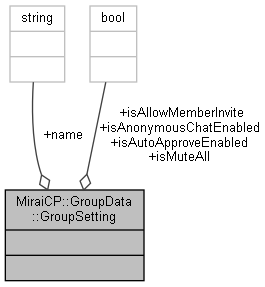 string
bool
+name
+isAllowMemberInvite
+isAnonymousChatEnabled
+isAutoApproveEnabled
+isMuteAll
MiraiCP::GroupData
::GroupSetting